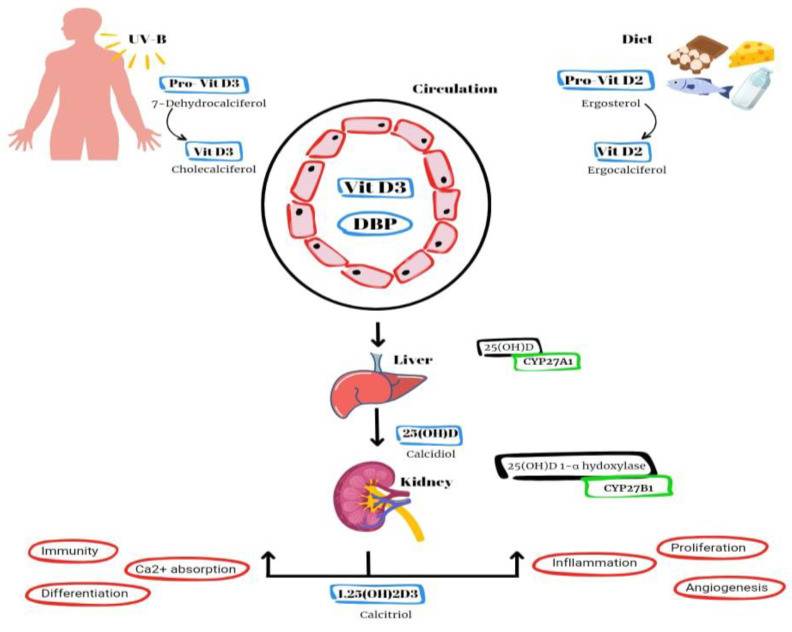 UV-B
Pro-Vit D3
7-Dehydrocalciferol
Vit D3
Cholecalciferol
Circulation
Vit D3
DBP
Diet
Pro-Vit D2
Ergosterol
Vit D2
Ergocalciferol
Liver
25(OH)D
CYP27A1
25(OH)D
Calcidiol
Kidney
25(OH)D 1-α hydoxylase
CYP27B1
Immunity
Ca2+ absorption
Differentiation
1.25(OH)2D3
Calcitriol
Infllammation
Proliferation
Angiogenesis